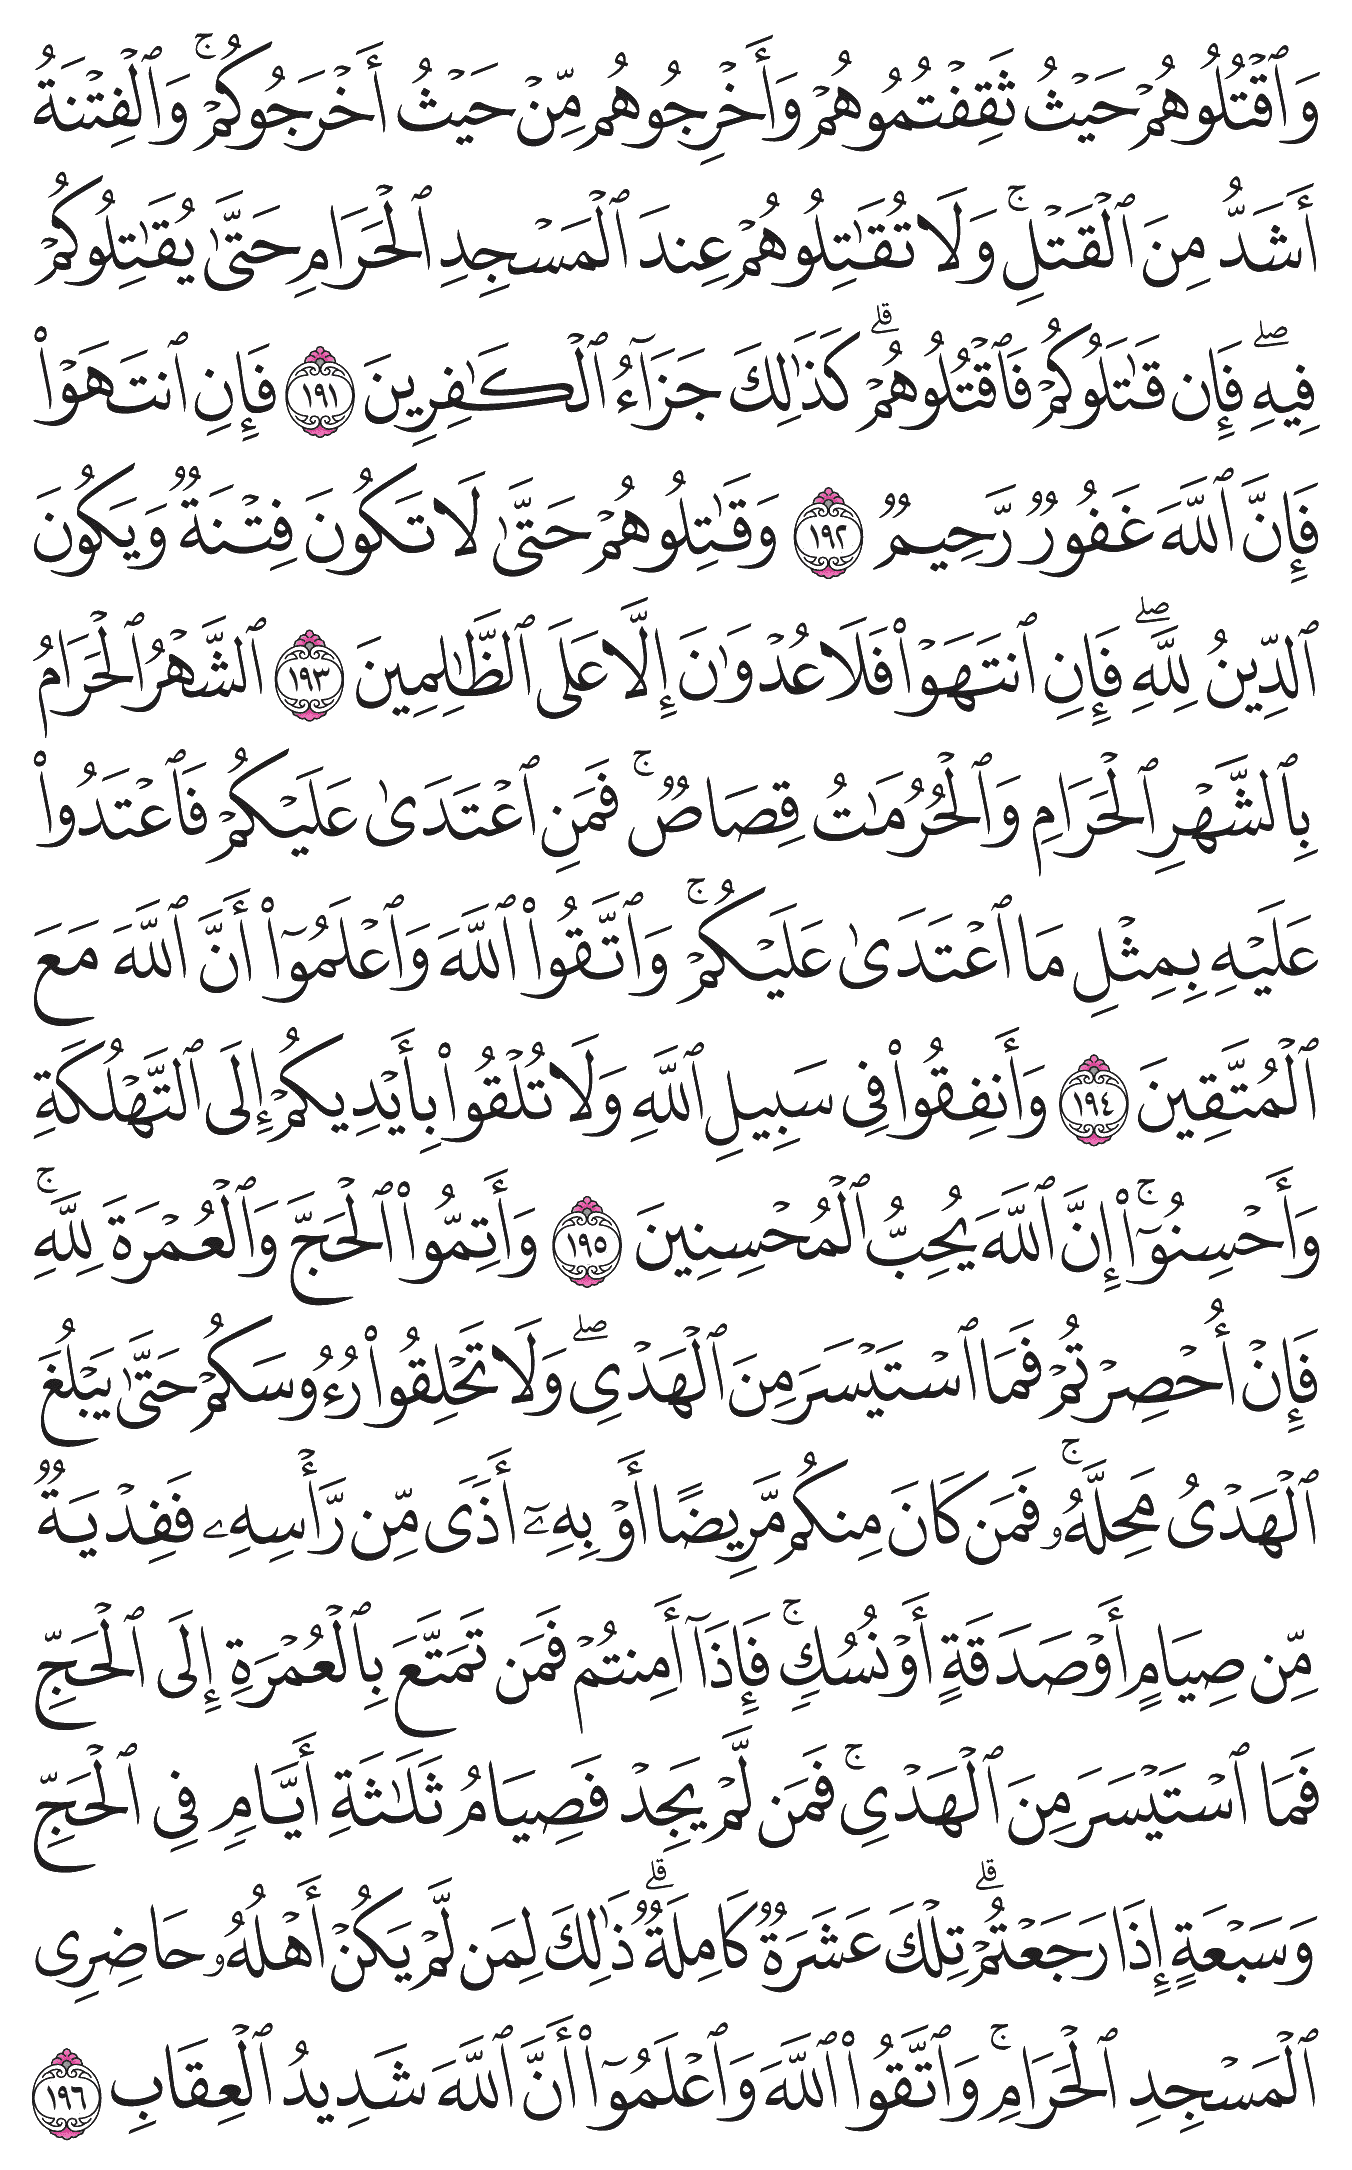 وَٱقۡتُلُوهُمۡ حَيۡثُ ثَقِفۡتُمُوهُمۡ وَأَخۡرِجُوهُم مِّنۡ حَيۡثُ أَخۡرَجُوكُمۡۚ وَٱلۡفِتۡنَةُ
أَشَدُّ مِنَ ٱلۡقَتۡلِۚ وَلَا تُقَٰتِلُوهُمۡ عِندَ ٱلۡمَسۡجِدِ ٱلۡحَرَامِ حَتَّىٰ يُقَٰتِلُوكُمۡ
فِيهِۖ فَإِن قَٰتَلُوكُمۡ فَٱقۡتُلُوهُمۡۗ كَذَٰلِكَ جَزَآءُ ٱلۡكَٰفِرِينَ ١٩١ فَإِنِ ٱنتَهَوۡاْ
فَإِنَّ ٱللَّهَ غَفُورٞ رَّحِيمٞ ١٩٢ وَقَٰتِلُوهُمۡ حَتَّىٰ لَا تَكُونَ فِتۡنَةٞ وَيَكُونَ
ٱلدِّينُ لِلَّهِۖ فَإِنِ ٱنتَهَوۡاْ فَلَا عُدۡوَٰنَ إِلَّا عَلَى ٱلظَّٰلِمِينَ ١٩٣ ٱلشَّهۡرُ ٱلۡحَرَامُ
بِٱلشَّهۡرِ ٱلۡحَرَامِ وَٱلۡحُرُمَٰتُ قِصَاصٞۚ فَمَنِ ٱعۡتَدَىٰ عَلَيۡكُمۡ فَٱعۡتَدُواْ
عَلَيۡهِ بِمِثۡلِ مَا ٱعۡتَدَىٰ عَلَيۡكُمۡۚ وَٱتَّقُواْ ٱللَّهَ وَٱعۡلَمُوٓاْ أَنَّ ٱللَّهَ مَعَ
ٱلۡمُتَّقِينَ ١٩٤ وَأَنفِقُواْ فِي سَبِيلِ ٱللَّهِ وَلَا تُلۡقُواْ بِأَيۡدِيكُمۡ إِلَى ٱلتَّهۡلُكَةِ
وَأَحۡسِنُوٓاْۚ إِنَّ ٱللَّهَ يُحِبُّ ٱلۡمُحۡسِنِينَ ١٩٥ وَأَتِمُّواْ ٱلۡحَجَّ وَٱلۡعُمۡرَةَ لِلَّهِۚ
فَإِنۡ أُحۡصِرۡتُمۡ فَمَا ٱسۡتَيۡسَرَ مِنَ ٱلۡهَدۡيِۖ وَلَا تَحۡلِقُواْ رُءُوسَكُمۡ حَتَّىٰ يَبۡلُغَ
ٱلۡهَدۡيُ مَحِلَّهُۥۚ فَمَن كَانَ مِنكُم مَّرِيضًا أَوۡ بِهِۦٓ أَذٗى مِّن رَّأۡسِهِۦ فَفِدۡيَةٞ
مِّن صِيَامٍ أَوۡ صَدَقَةٍ أَوۡ نُسُكٖۚ فَإِذَآ أَمِنتُمۡ فَمَن تَمَتَّعَ بِٱلۡعُمۡرَةِ إِلَى ٱلۡحَجِّ
فَمَا ٱسۡتَيۡسَرَ مِنَ ٱلۡهَدۡيِۚ فَمَن لَّمۡ يَجِدۡ فَصِيَامُ ثَلَٰثَةِ أَيَّامٖ فِي ٱلۡحَجِّ
وَسَبۡعَةٍ إِذَا رَجَعۡتُمۡۗ تِلۡكَ عَشَرَةٞ كَامِلَةٞۗ ذَٰلِكَ لِمَن لَّمۡ يَكُنۡ أَهۡلُهُۥ حَاضِرِي
ٱلۡمَسۡجِدِ ٱلۡحَرَامِۚ وَٱتَّقُواْ ٱللَّهَ وَٱعۡلَمُوٓاْ أَنَّ ٱللَّهَ شَدِيدُ ٱلۡعِقَابِ ١٩٦